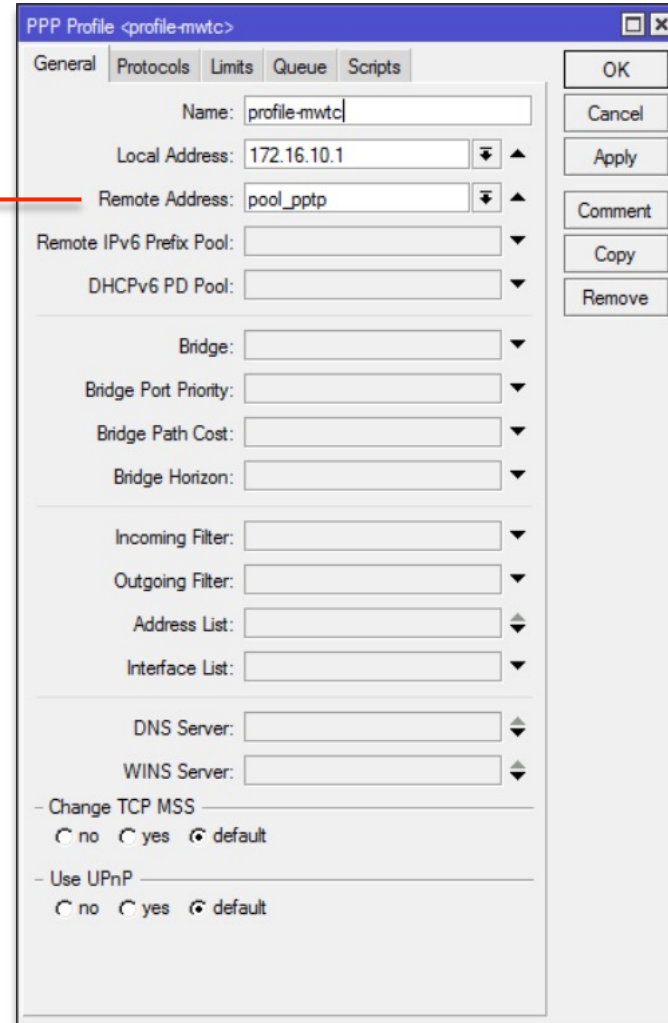 PPP Profile <profile-mwtc>
General Protocols Limits Queue Scripts
OK
Name: profile-mwtc
Cancel
Local Address: 172.16.10.1
Apply
Remote Address: pool_pptp
Comment
Remote IPv6 Prefix Pool:
Copy
DHCPv6 PD Pool:
Remove
Bridge:
Bridge Port Priority:
Bridge Path Cost:
Bridge Horizon:
Incoming Filter:
Outgoing Filter:
Address List:
Interface List:
DNS Server:
WINS Server:
Change TCP MSS
no yes default
Use UPnP
no yes default